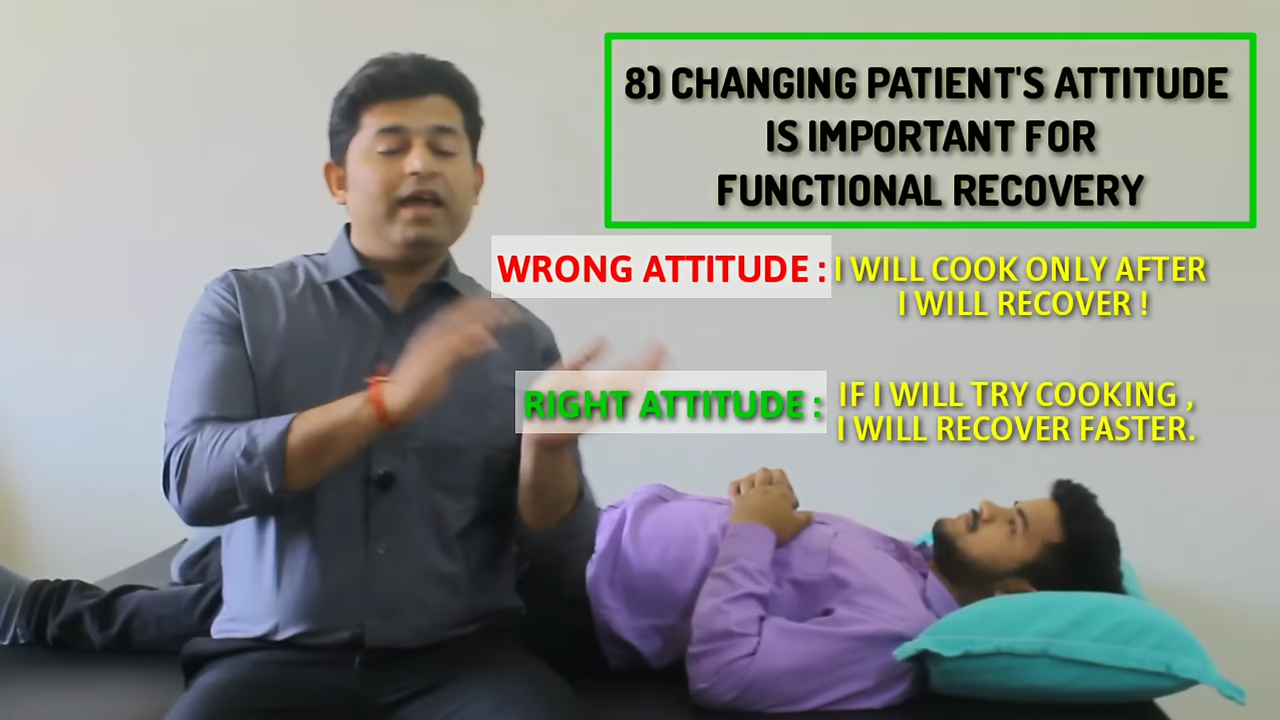 8) CHANGING PATIENT'S ATTITUDE
IS IMPORTANT FOR
FUNCTIONAL RECOVERY
WRONG ATTITUDE : I WILL COOK ONLY AFTER
I WILL RECOVER !
RIGHT ATTITUDE : IF I WILL TRY COOKING ,
I WILL RECOVER FASTER.